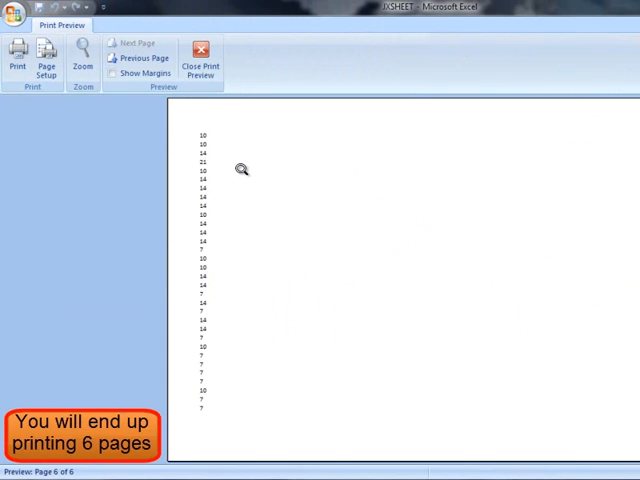 JXSHEET - Microsoft Excel
Print Preview
Print
Page Setup
Zoom
Next Page
Previous Page
Show Margins
Close Print Preview
Print
Zoom
Preview
10
10
14
21
10
14
14
14
14
10
14
14
14
7
10
10
14
14
7
14
7
14
14
7
10
7
7
7
7
10
7
7
You will end up
printing 6 pages
Preview: Page 6 of 6